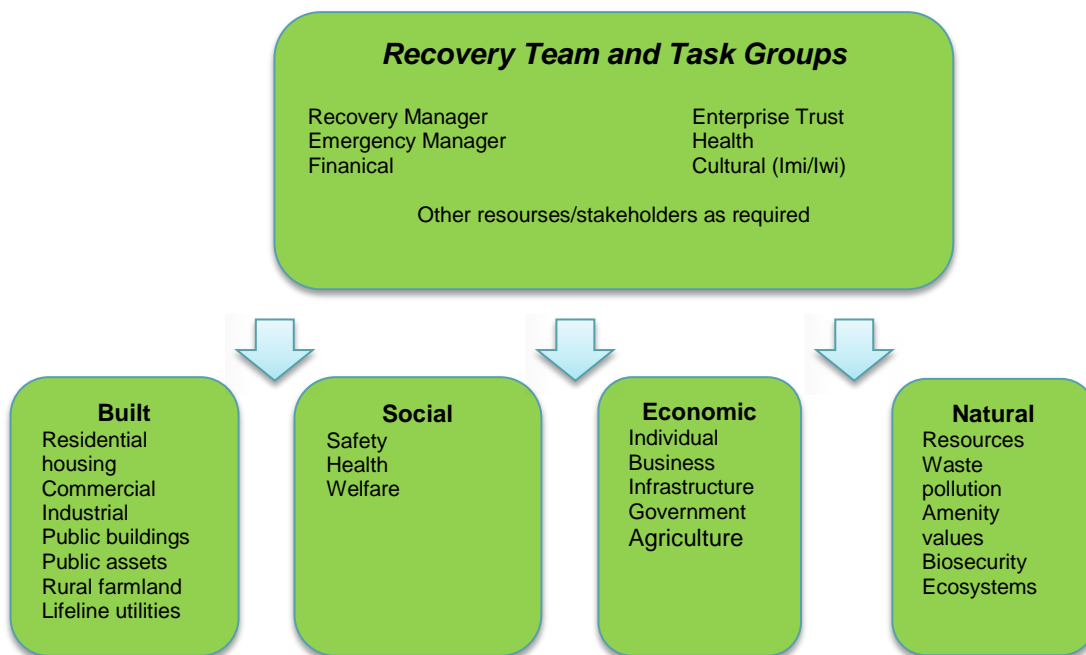 Recovery Team and Task Groups
Recovery Manager
Emergency Manager
Finanical
Enterprise Trust
Health
Cultural (Imi/Iwi)
Other resourses/stakeholders as required
Built
Residential
housing
Commercial
Industrial
Public buildings
Public assets
Rural farmland
Lifeline utilities
Social
Safety
Health
Welfare
Economic
Individual
Business
Infrastructure
Government
Agriculture
Natural
Resources
Waste
pollution
Amenity
values
Biosecurity
Ecosystems